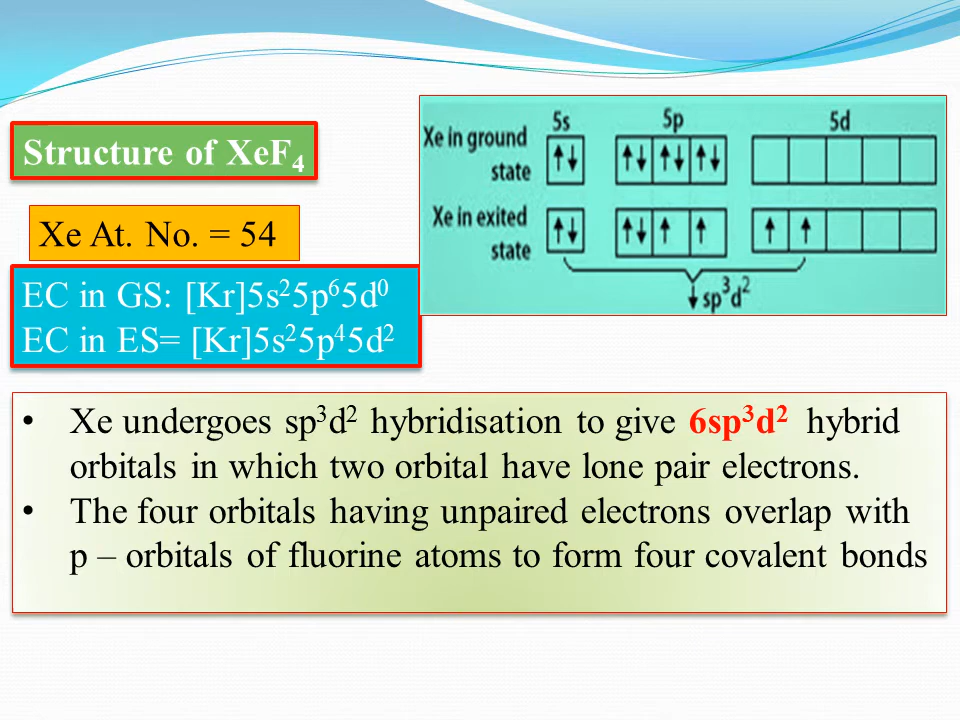 Structure of XeF₄
Xe At. No. = 54
EC in GS: [Kr]5s²5p⁶5d⁰
EC in ES= [Kr]5s²5p⁴5d²
5s 5p 5d
Xe in ground
state
Xe in exited
state
sp³d²
• Xe undergoes sp³d² hybridisation to give 6sp³d² hybrid
orbitals in which two orbital have lone pair electrons.
• The four orbitals having unpaired electrons overlap with
p – orbitals of fluorine atoms to form four covalent bonds